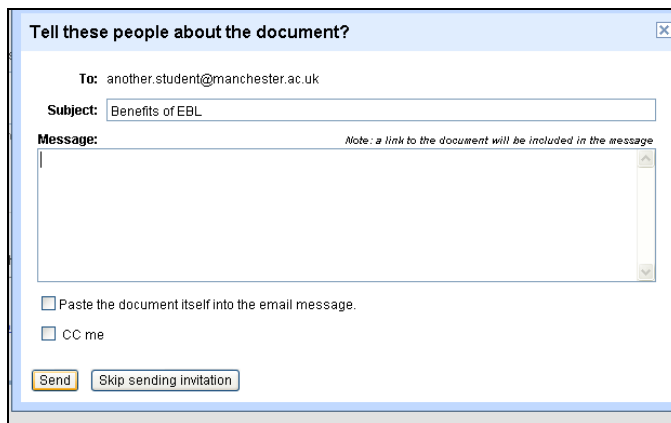 Tell these people about the document?
To: another.student@manchester.ac.uk
Subject: Benefits of EBL
Message: Note: a link to the document will be included in the message
Paste the document itself into the email message.
CC me
Send Skip sending invitation